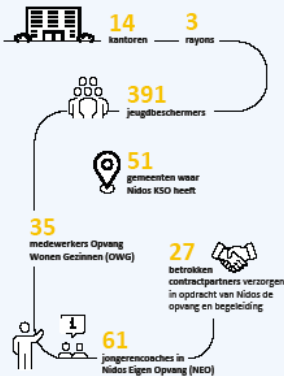 14
kantoren
3
rayons
391
jeugdbeschermers
51
gemeenten waar
Nidos KSO heeft
35
medewerkers Opvang
Wonen Gezinnen (OWG)
27
betrokken
contractpartners verzorgen
in opdracht van Nidos de
opvang en begeleiding
1
61
jongerencoaches in
Nidos Eigen Opvang (NEO)